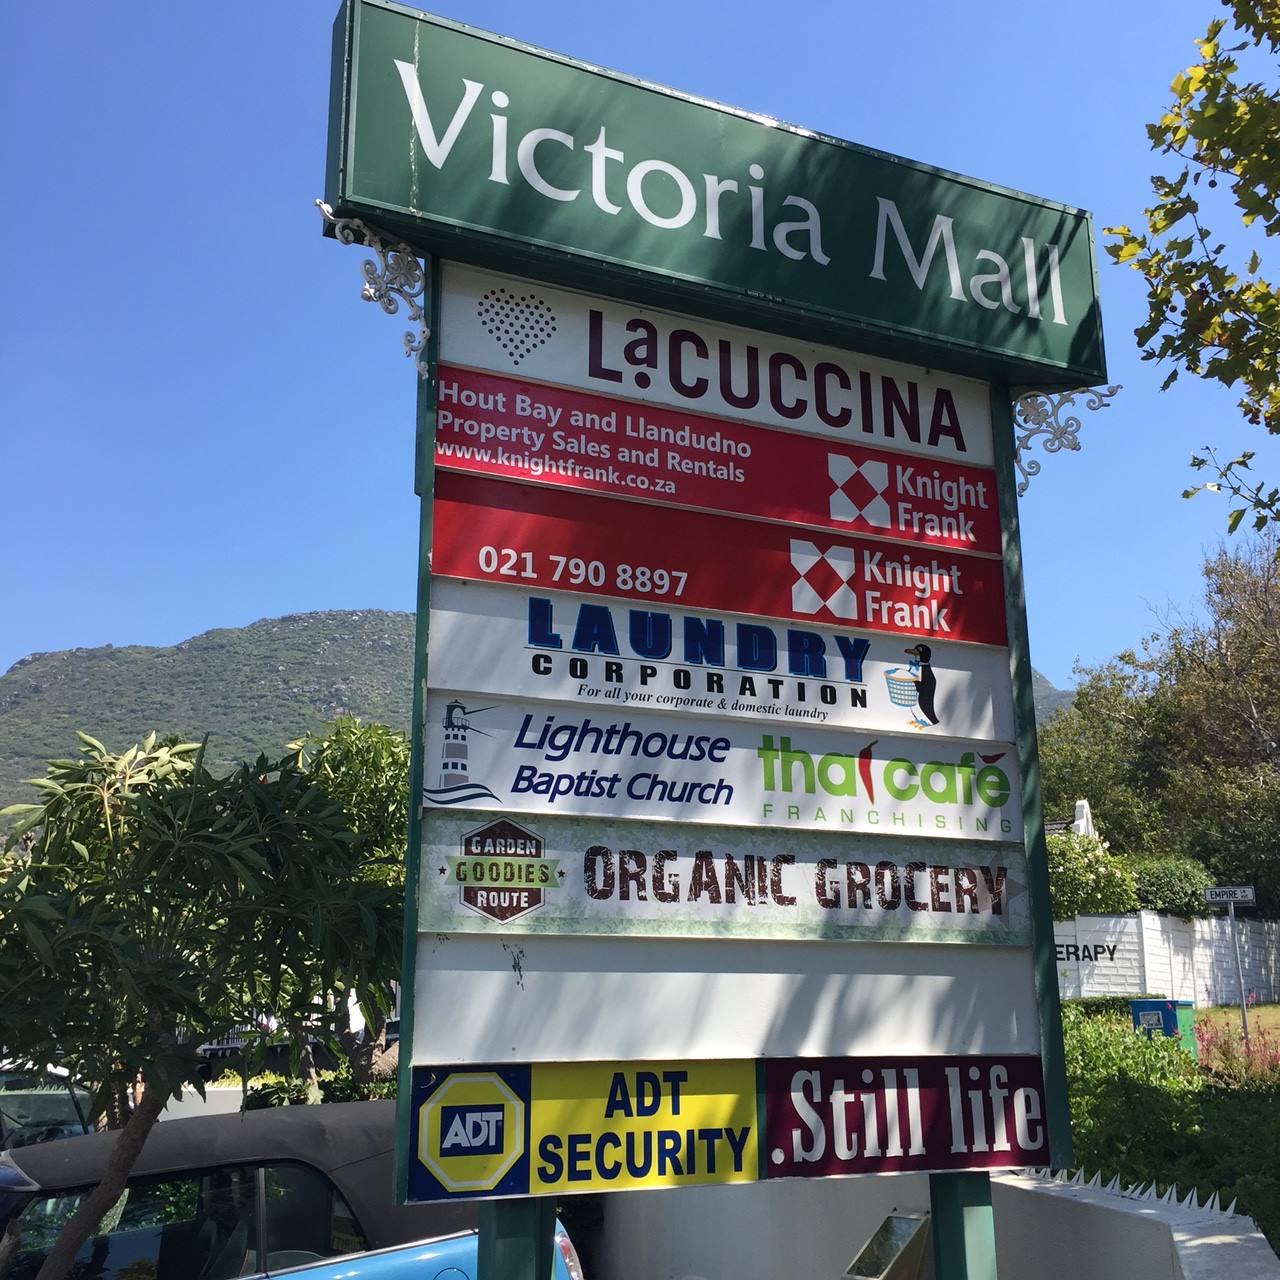 Victoria Mall
LaCUCCINA
Hout Bay and Llandudno
Property Sales and Rentals
www.knightfrank.co.za
Knight
Frank
021 790 8897
Knight
Frank
LAUNDRY
CORPORATION
For all your corporate & domestic laundry
Lighthouse
Baptist Church
thai café
FRANCHISING
GARDEN
GOODIES
ROUTE
ORGANIC GROCERY
ERAPY
EMPIRE
ADT
ADT
SECURITY
.Still life